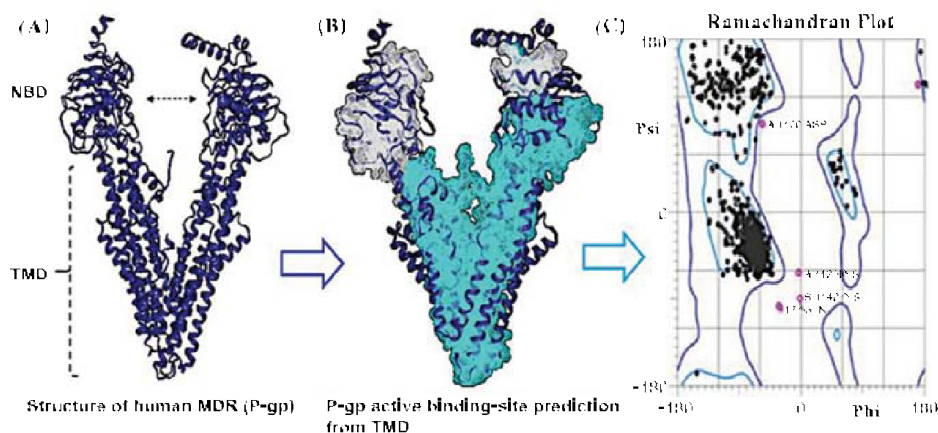 (A)
(B)
(C)
Ramachandran Plot
NBD
TMD
180
Psi
0
-180
-180
0
180
Phi
Structure of human MDR (P-gp)
P-gp active binding-site prediction
from TMD